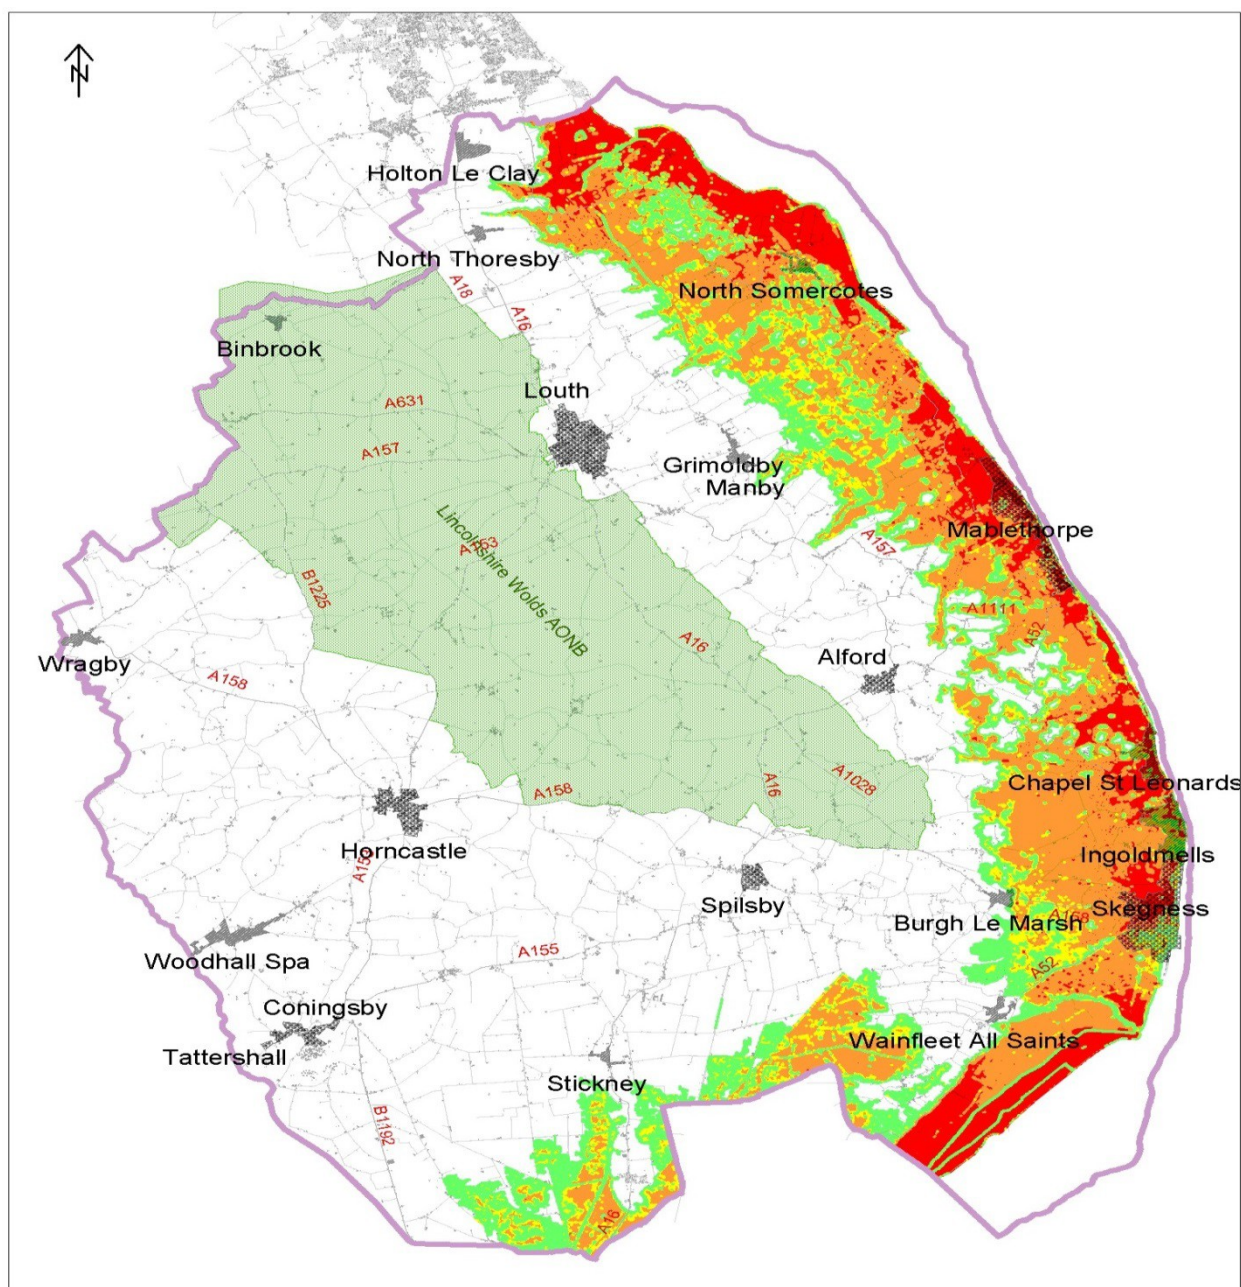 N
Holton Le Clay
North Thoresby
A18
A16
North Somercotes
Binbrook
A631
Louth
A157
Grimoldby
Manby
Lincolnshire Wolds AONB
Mablethorpe
A157
B1225
A1111
A52
A16
Wragby
A158
Alford
A158
A16
A1028
Chapel St Leonards
Horncastle
Ingoldmells
Spilsby
Skegness
Burgh Le Marsh
A155
A52
Woodhall Spa
Coningsby
Tattershall
Wainfleet All Saints
Stickney
B1192
A16